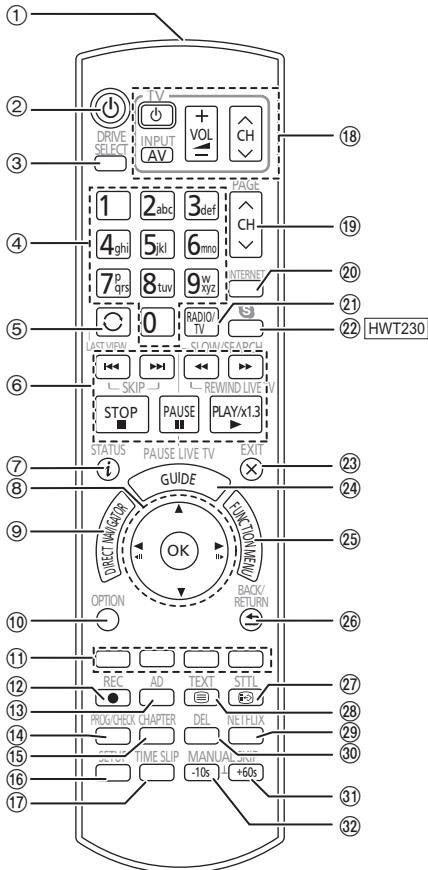 ①
② TV
DRIVE SELECT INPUT AV + VOL − CH ⑱
③
PAGE
④ 1 2abc 3def CH ⑲
4ghi 5jkl 6mno
INTERNET ⑳
7pqrs 8tuv 9wxyz
㉑
⑤ 0 RADIO/TV S ㉒ HWT230
LAST VIEW SLOW/SEARCH
⑥ SKIP REWIND LIVE TV
STOP PAUSE PLAY/x1.3
STATUS PAUSE LIVE TV EXIT
⑦ i ㉓
⑧ GUIDE ㉔
⑨ DIRECT NAVIGATOR OK FUNCTION MENU ㉕
OPTION BACK/RETURN
⑩ ㉖
⑪
REC AD TEXT STTL
⑫ ㉗
⑬ ㉘
PROG/CHECK CHAPTER DEL NETFLIX
⑭ ㉙
⑮ ㉚
SETUP TIME SLIP MANUAL SKIP
⑯ -10s +60s ㉛
⑰ ㉜